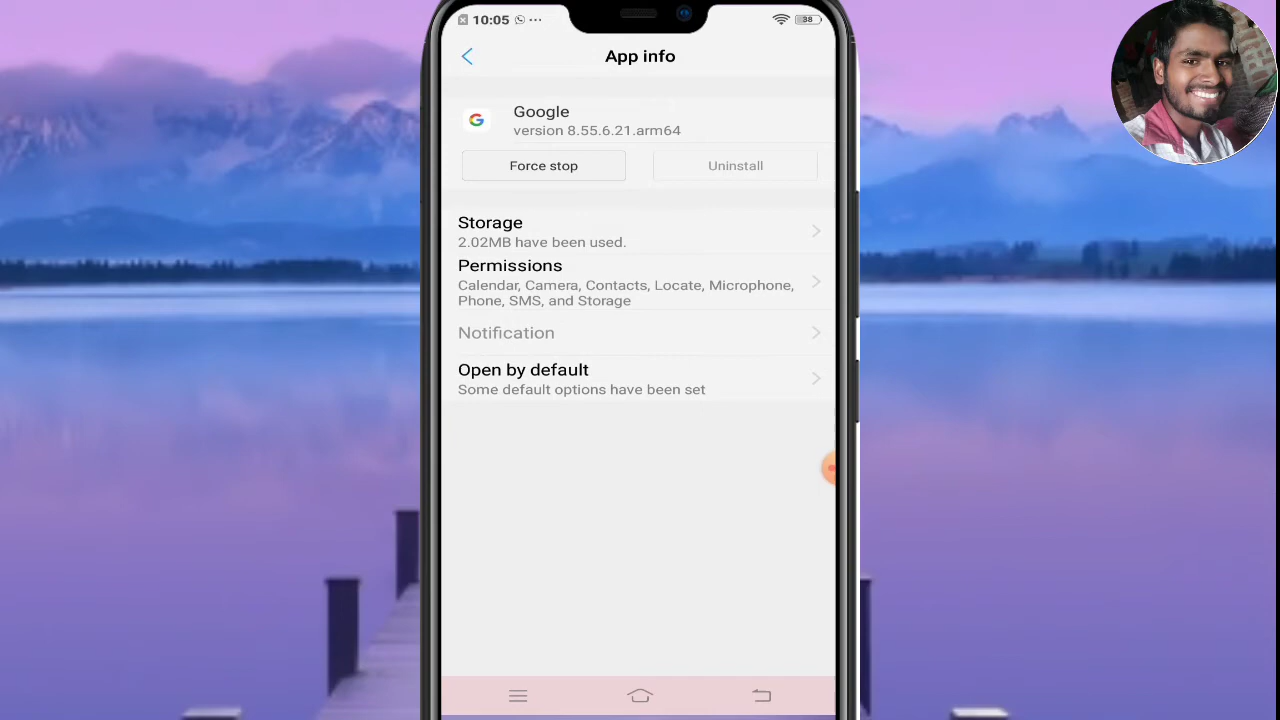 10:05
38
App info
Google
version 8.55.6.21.arm64
Force stop
Uninstall
Storage
2.02MB have been used.
Permissions
Calendar, Camera, Contacts, Locate, Microphone,
Phone, SMS, and Storage
Notification
Open by default
Some default options have been set